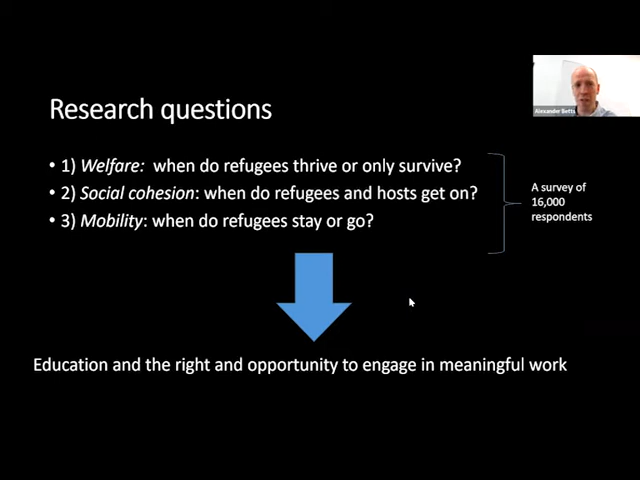 Research questions
Alexander Betts
• 1) Welfare: when do refugees thrive or only survive?
• 2) Social cohesion: when do refugees and hosts get on?
• 3) Mobility: when do refugees stay or go?
A survey of
16,000
respondents
Education and the right and opportunity to engage in meaningful work